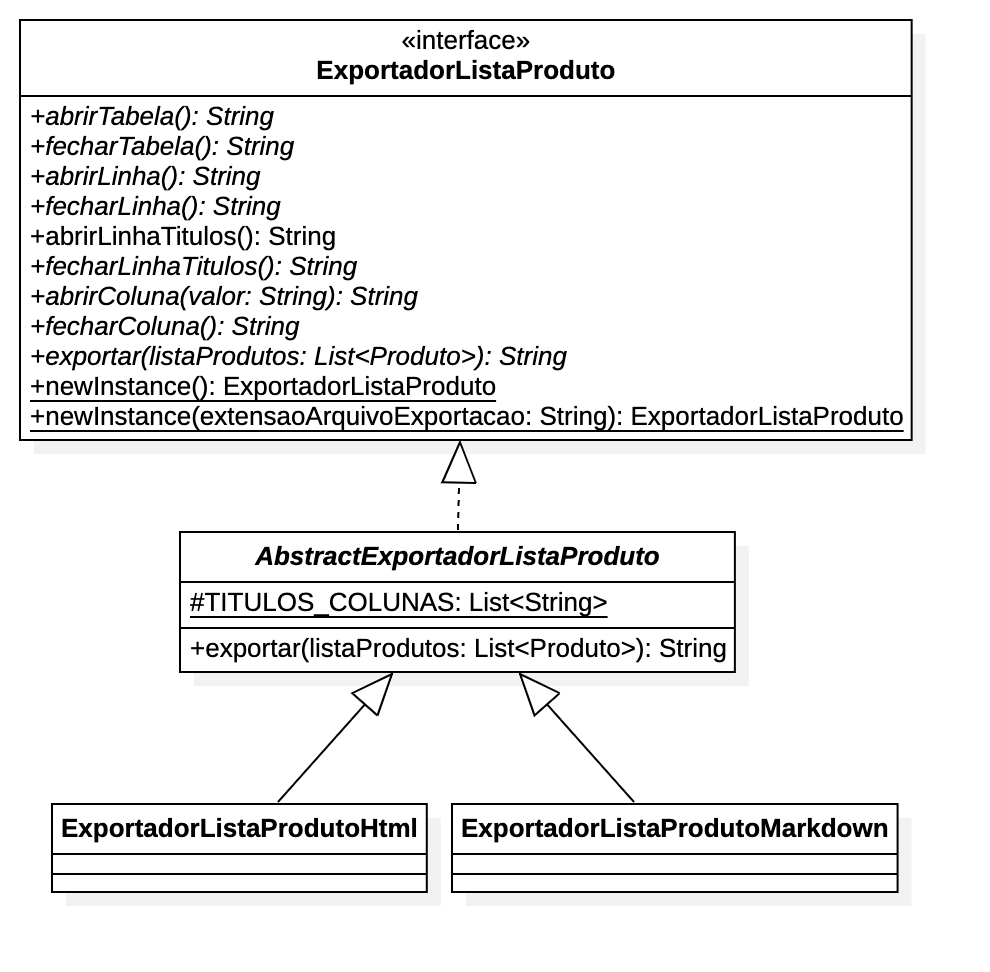 «interface»
ExportadorListaProduto
+abrirTabela(): String
+fecharTabela(): String
+abrirLinha(): String
+fecharLinha(): String
+abrirLinhaTitulos(): String
+fecharLinhaTitulos(): String
+abrirColuna(valor: String): String
+fecharColuna(): String
+exportar(listaProdutos: List<Produto>): String
+newInstance(): ExportadorListaProduto
+newInstance(extensaoArquivoExportacao: String): ExportadorListaProduto
AbstractExportadorListaProduto
#TITULOS_COLUNAS: List<String>
+exportar(listaProdutos: List<Produto>): String
ExportadorListaProdutoHtml
ExportadorListaProdutoMarkdown